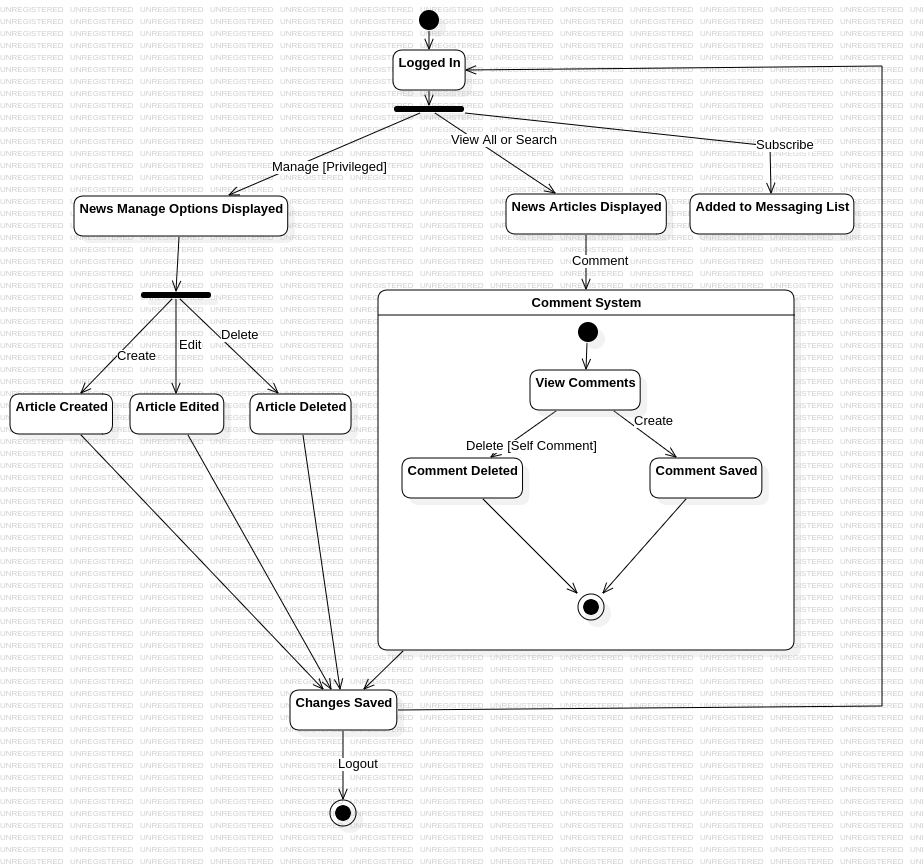 Logged In
Manage [Privileged]
View All or Search
Subscribe
News Manage Options Displayed
News Articles Displayed
Added to Messaging List
Comment
Comment System
View Comments
Create
Edit
Delete
Article Created
Article Edited
Article Deleted
Delete [Self Comment]
Create
Comment Deleted
Comment Saved
Changes Saved
Logout
UNREGISTERED